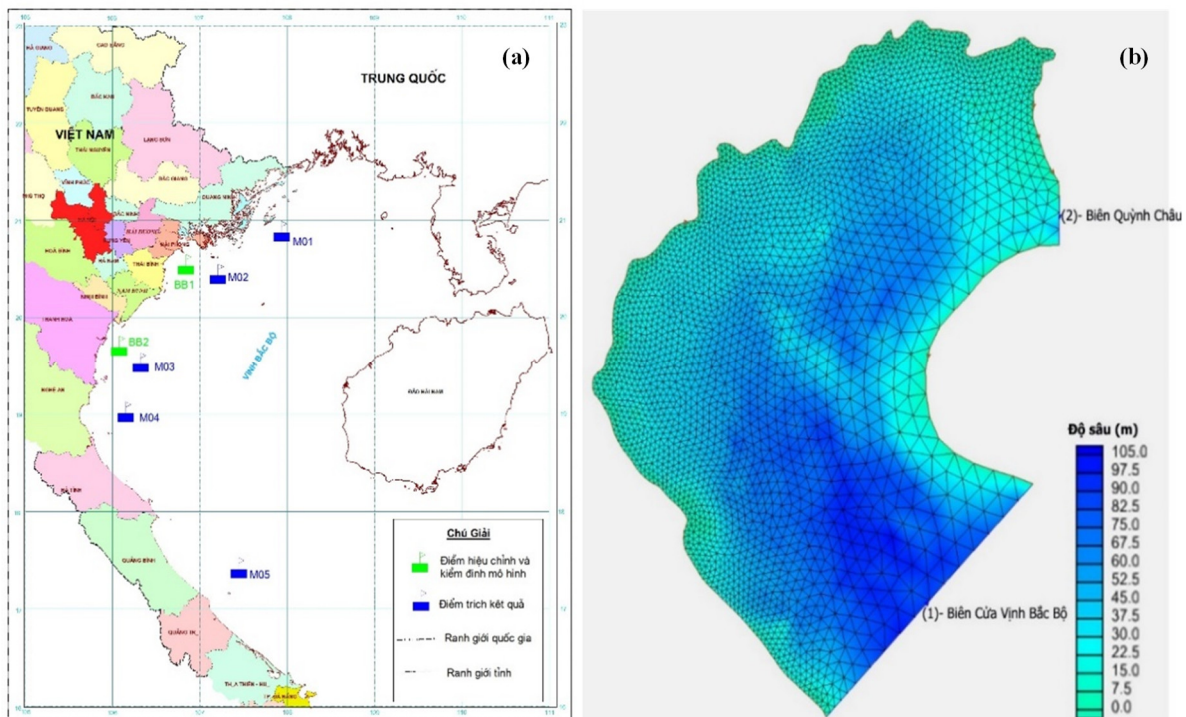 (a)
TRUNG QUỐC
CAO BẰNG
HÀ GIANG
TUYÊN QUANG
BẮC KẠN
VIỆT NAM
LẠNG SƠN
THÁI NGUYÊN
VĨNH PHÚC
BẮC GIANG
QUẢNG NINH
BẮC NINH
HẢI DƯƠNG
HƯNG YÊN
HẢI PHÒNG
HOÀ BÌNH
HÀ NAM
THÁI BÌNH
NAM ĐỊNH
NINH BÌNH
M01
M02
BB1
THANH HOÁ
BB2
M03
VỊNH BẮC BỘ
NGHỆ AN
ĐẢO HẢI NAM
M04
HÀ TĨNH
QUẢNG BÌNH
M05
QUẢNG TRỊ
Chú Giải
Điểm hiệu chỉnh và
kiểm định mô hình
Điểm trích kết quả
Ranh giới quốc gia
Ranh giới tỉnh
(b)
(2)- Biên Quỳnh Châu
(1)- Biên Cửa Vịnh Bắc Bộ
Độ sâu (m)
105.0
97.5
90.0
82.5
75.0
67.5
60.0
52.5
45.0
37.5
30.0
22.5
15.0
7.5
0.0